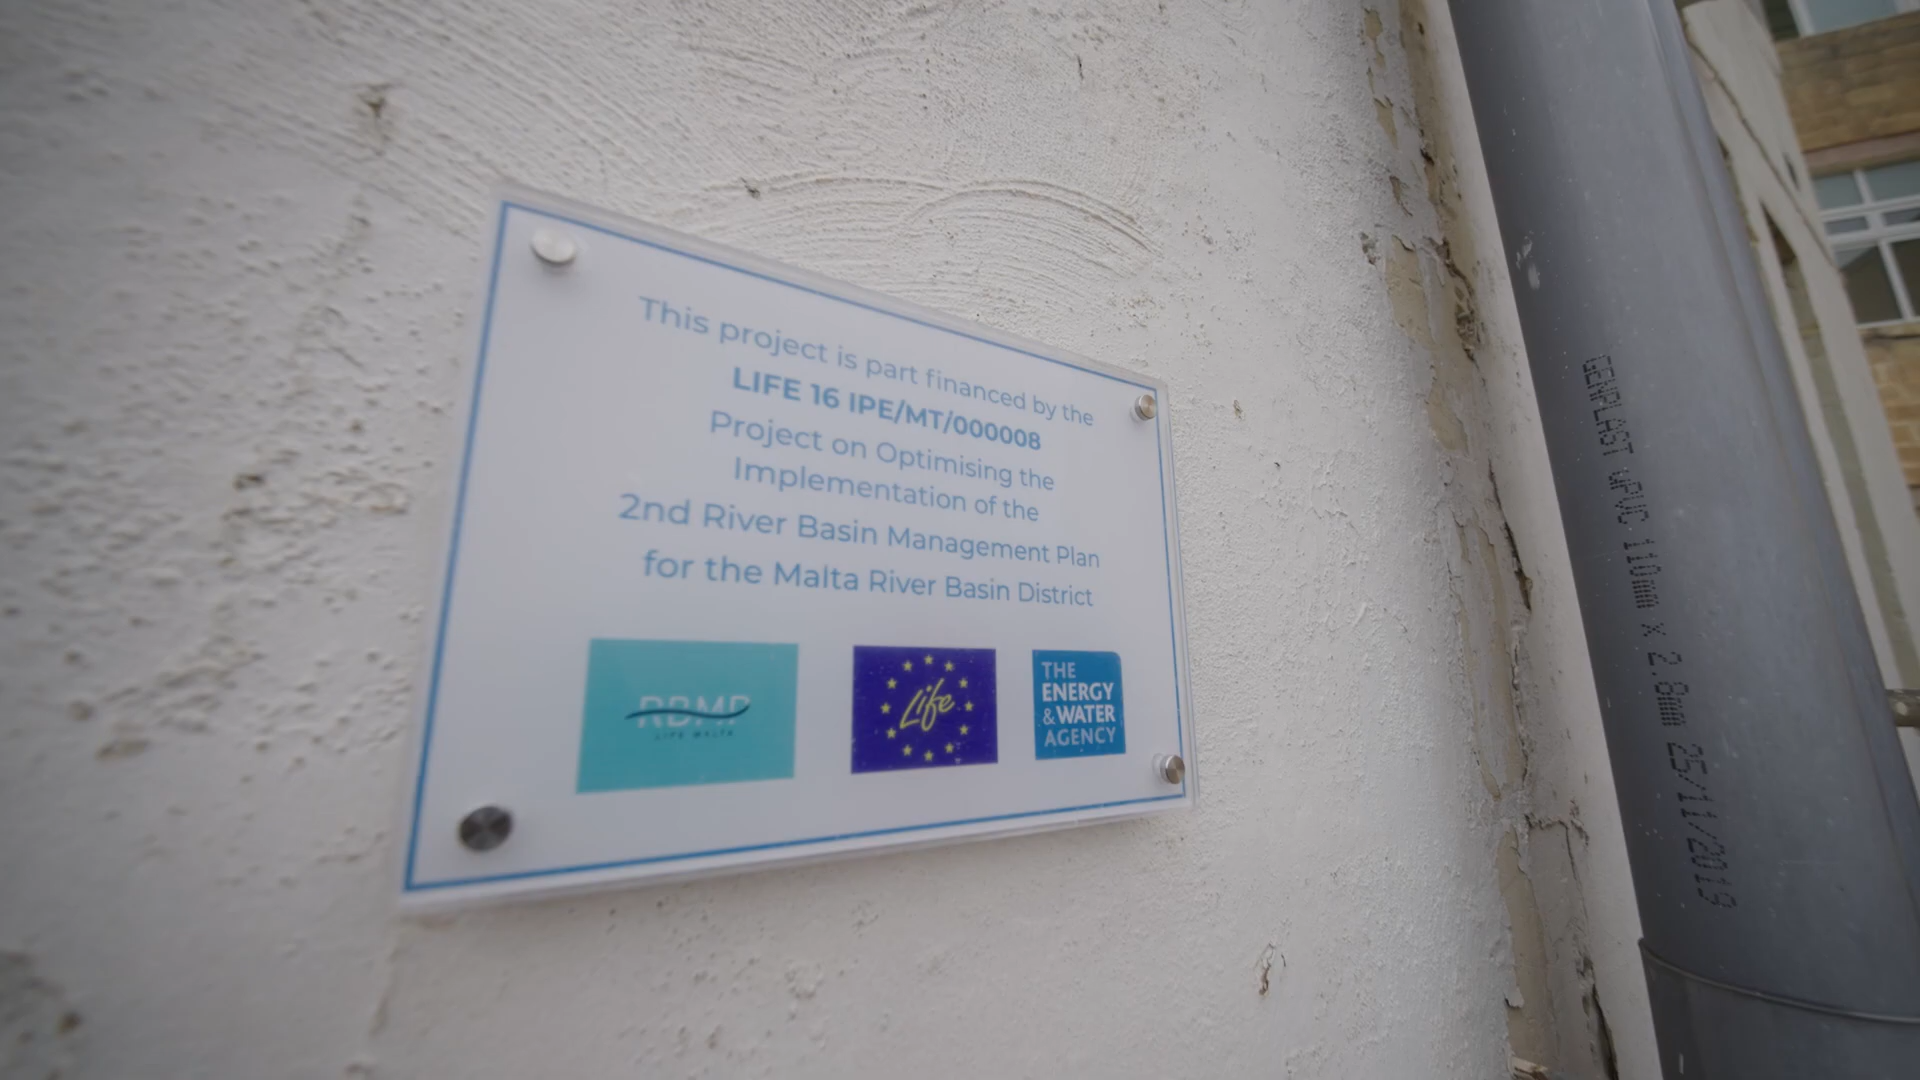 This project is part financed by the
LIFE 16 IPE/MT/000008
Project on Optimising the
Implementation of the
2nd River Basin Management Plan
for the Malta River Basin District
RBMP
LIFE MALTA
Life
THE
ENERGY
& WATER
AGENCY
GENPLAST uPVC 110mm x 2.8mm 25/11/2019